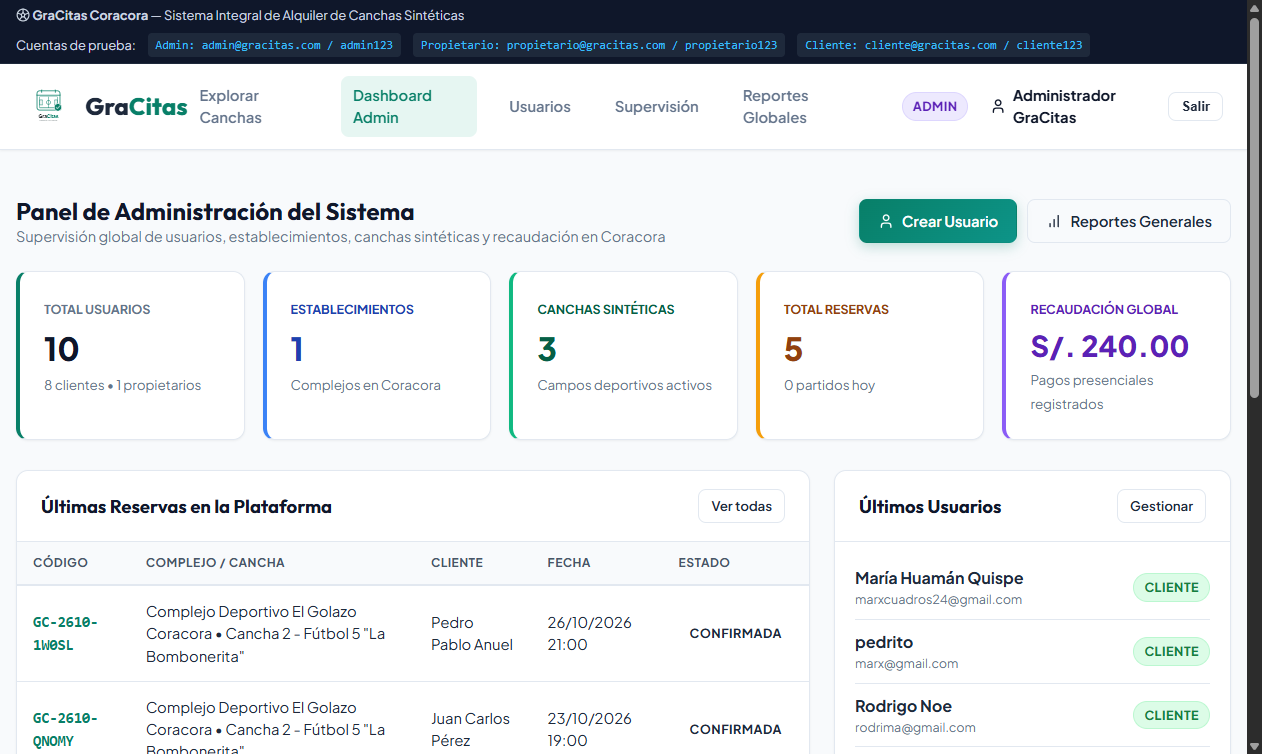 GraCitas Coracora — Sistema Integral de Alquiler de Canchas Sintéticas
Cuentas de prueba: Admin: admin@gracitas.com / admin123 Propietario: propietario@gracitas.com / propietario123 Cliente: cliente@gracitas.com / cliente123
GraCitas
GraCitas
Explorar
Canchas
Dashboard
Admin
Usuarios
Supervisión
Reportes
Globales
ADMIN
Administrador
GraCitas
Salir
Panel de Administración del Sistema
Supervisión global de usuarios, establecimientos, canchas sintéticas y recaudación en Coracora
Crear Usuario
Reportes Generales
TOTAL USUARIOS
10
8 clientes • 1 propietarios
ESTABLECIMIENTOS
1
Complejos en Coracora
CANCHAS SINTÉTICAS
3
Campos deportivos activos
TOTAL RESERVAS
5
0 partidos hoy
RECAUDACIÓN GLOBAL
S/. 240.00
Pagos presenciales
registrados
Últimas Reservas en la Plataforma
Ver todas
CÓDIGO COMPLEJO / CANCHA CLIENTE FECHA ESTADO
GC-2610-
1W0SL
Complejo Deportivo El Golazo
Coracora • Cancha 2 - Fútbol 5 "La
Bombonerita"
Pedro
Pablo Anuel
26/10/2026
21:00
CONFIRMADA
GC-2610-
QNOMY
Complejo Deportivo El Golazo
Coracora • Cancha 2 - Fútbol 5 "La
Bombonerita"
Juan Carlos
Pérez
23/10/2026
19:00
CONFIRMADA
Últimos Usuarios
Gestionar
María Huamán Quispe
marxcuadros24@gmail.com
CLIENTE
pedrito
marx@gmail.com
CLIENTE
Rodrigo Noe
rodrima@gmail.com
CLIENTE